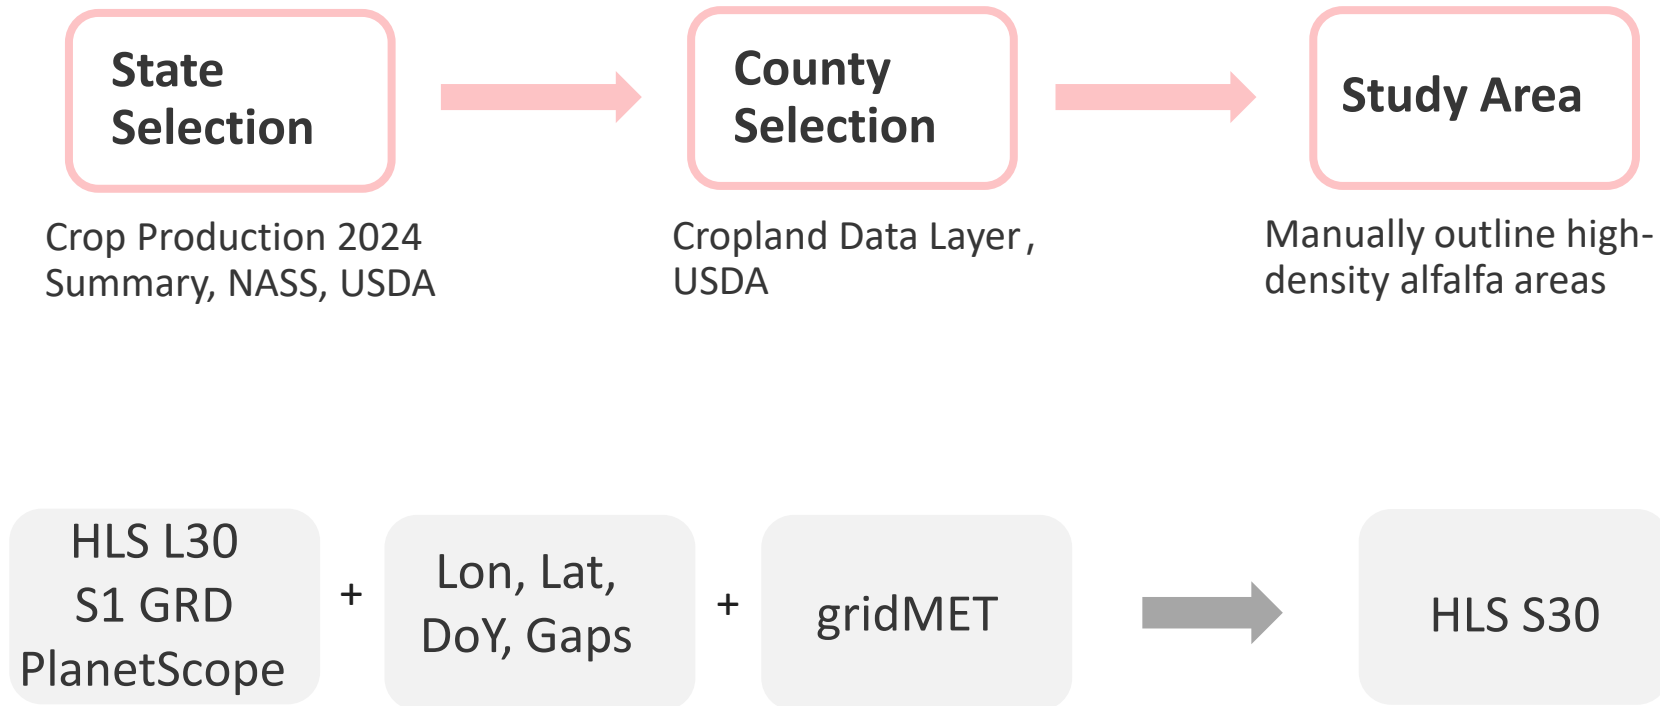 State
Selection
County
Selection
Study Area
Crop Production 2024
Summary, NASS, USDA
Cropland Data Layer,
USDA
Manually outline high-
density alfalfa areas
HLS L30
S1 GRD
PlanetScope
+
Lon, Lat,
DoY, Gaps
+
gridMET
HLS S30